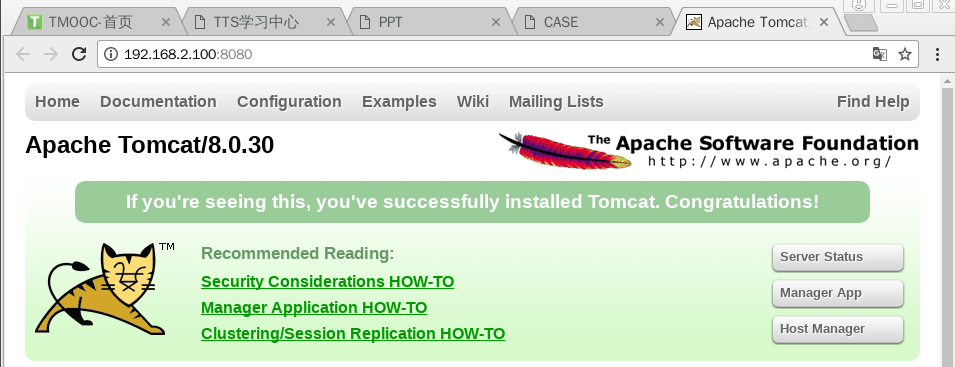 TMOOC-首页 TTS学习中心 PPT CASE Apache Tomcat
192.168.2.100:8080
Home Documentation Configuration Examples Wiki Mailing Lists Find Help
Apache Tomcat/8.0.30
The Apache Software Foundation
http://www.apache.org/
If you're seeing this, you've successfully installed Tomcat. Congratulations!
TM
Recommended Reading:
Security Considerations HOW-TO
Manager Application HOW-TO
Clustering/Session Replication HOW-TO
Server Status
Manager App
Host Manager